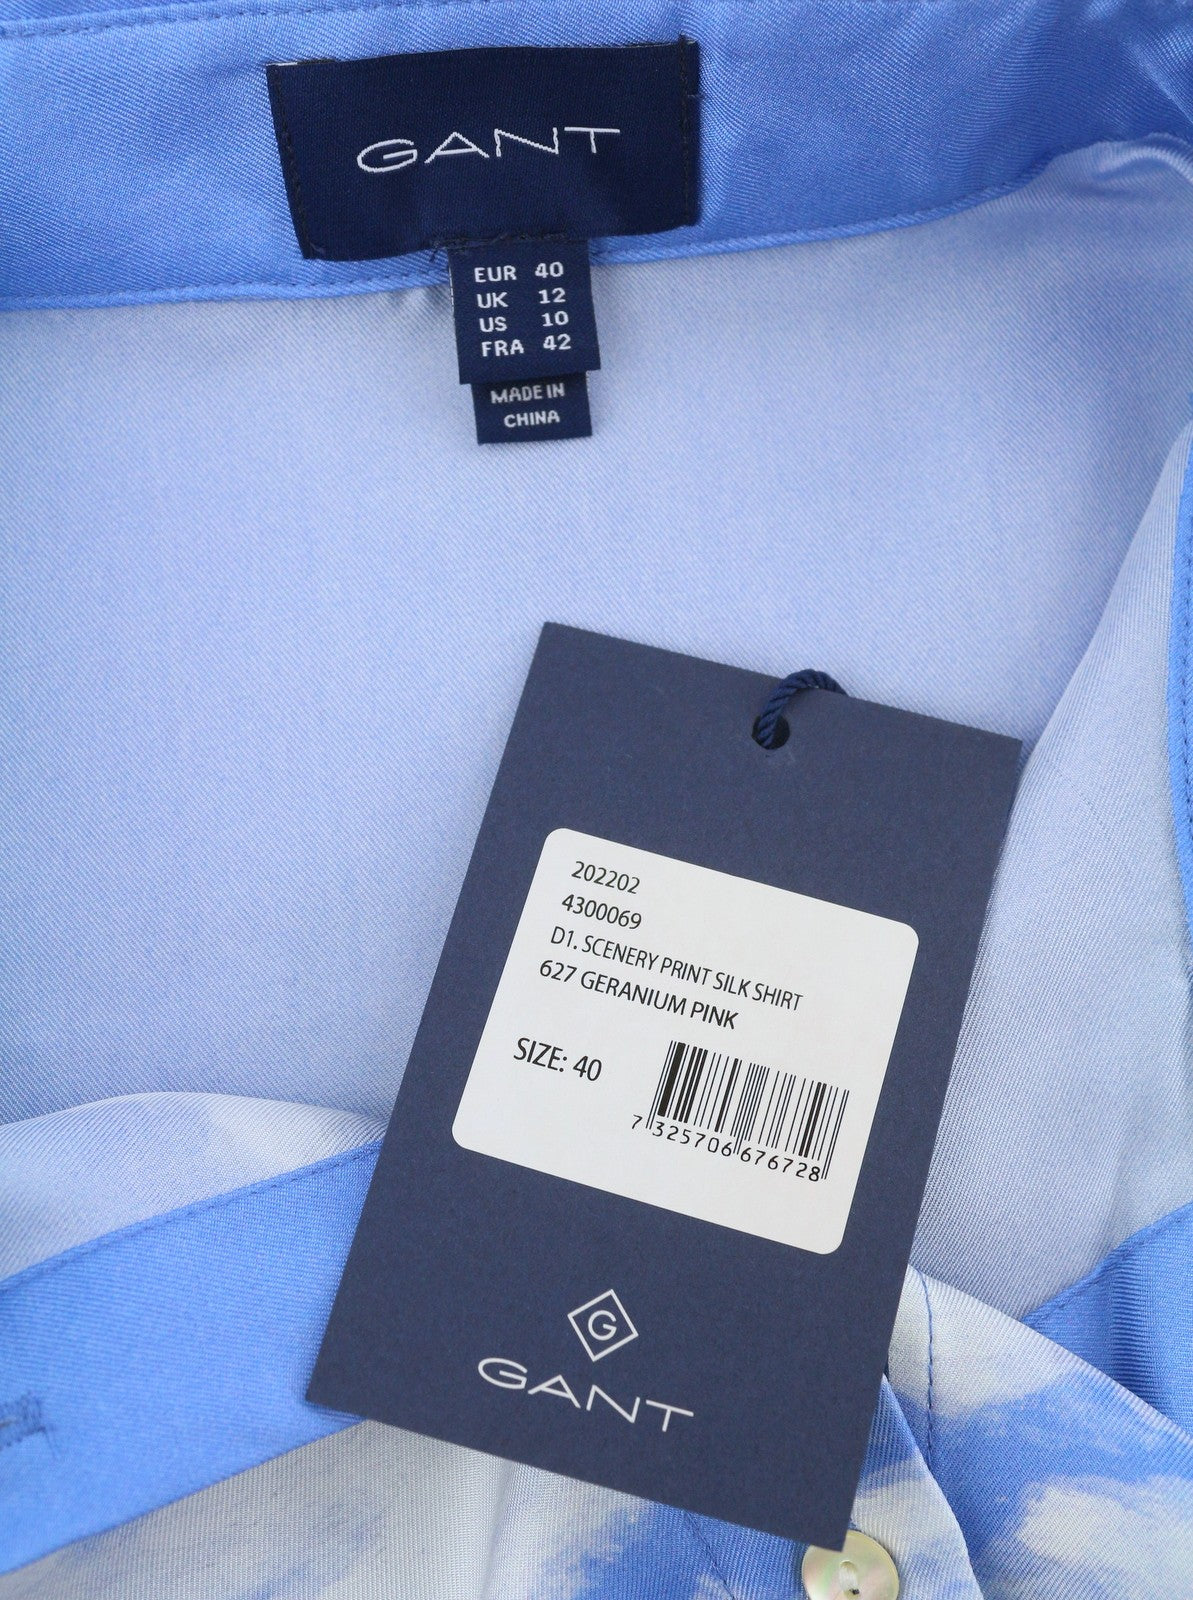 GANT
EUR 40
UK 12
US 10
FRA 42
MADE IN
CHINA
202202
4300069
D1. SCENERY PRINT SILK SHIRT
627 GERANIUM PINK
SIZE: 40
7 325706 676728
G
GANT